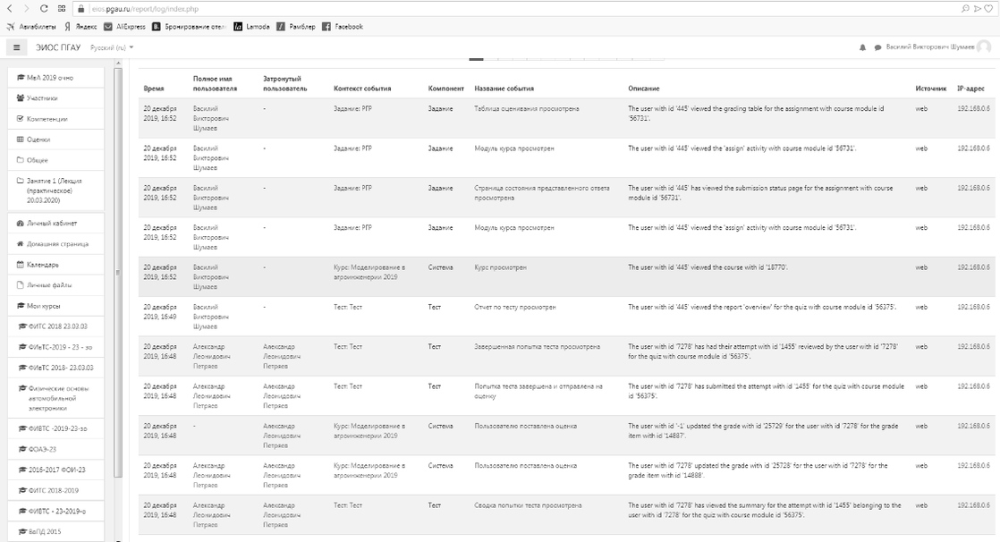 eios.pgau.ru/report/log/index.php
Авиабилеты Яндекс AliExpress Бронирование отел Lamoda Рамблер Facebook
ЭИОС ПГАУ Русский (ru) Василий Викторович Шумаев
МвА 2019 очно
Участники
Компетенции
Оценки
Общее
Занятие 1 (Лекция
(практическое)
20.03.2020)
Личный кабинет
Домашняя страница
Календарь
Личные файлы
Мои курсы
ФИТС 2018 23.03.03
ФИвТС-2019 - 23 - зо
ФИвТС 2018- 23.03.03
Физические основы
автомобильной
электроники
ФИВТС -2019-23-зо
ФОАЭ-23
2016-2017 ФОИ-23
ФИТС 2018-2019
ФИВТС - 23-2019-о
ВвПД 2015
Время
Полное имя
пользователя
Затронутый
пользователь
Контекст события
Компонент
Название события
Описание
Источник
IP-адрес
20 декабря
2019, 16:52
Василий
Викторович
Шумаев
-
Задание: РГР
Задание
Таблица оценивания просмотрена
The user with id '445' viewed the grading table for the assignment with course module id
'56731'.
web
192.168.0.6
20 декабря
2019, 16:52
Василий
Викторович
Шумаев
-
Задание: РГР
Задание
Модуль курса просмотрен
The user with id '445' viewed the 'assign' activity with course module id '56731'.
web
192.168.0.6
20 декабря
2019, 16:52
Василий
Викторович
Шумаев
-
Задание: РГР
Задание
Страница состояния представленного ответа
просмотрена
The user with id '445' has viewed the submission status page for the assignment with course
module id '56731'.
web
192.168.0.6
20 декабря
2019, 16:52
Василий
Викторович
Шумаев
-
Задание: РГР
Задание
Модуль курса просмотрен
The user with id '445' viewed the 'assign' activity with course module id '56731'.
web
192.168.0.6
20 декабря
2019, 16:52
Василий
Викторович
Шумаев
-
Курс: Моделирование в
агроинженерии 2019
Система
Курс просмотрен
The user with id '445' viewed the course with id '18770'.
web
192.168.0.6
20 декабря
2019, 16:49
Василий
Викторович
Шумаев
-
Тест: Тест
Тест
Отчет по тесту просмотрен
The user with id '445' viewed the report 'overview' for the quiz with course module id '56375'.
web
192.168.0.6
20 декабря
2019, 16:48
Александр
Леонидович
Петряев
Александр
Леонидович
Петряев
Тест: Тест
Тест
Завершенная попытка теста просмотрена
The user with id '7278' has had their attempt with id '1455' reviewed by the user with id '7278'
for the quiz with course module id '56375'.
web
192.168.0.6
20 декабря
2019, 16:48
Александр
Леонидович
Петряев
Александр
Леонидович
Петряев
Тест: Тест
Тест
Попытка теста завершена и отправлена на
оценку
The user with id '7278' has submitted the attempt with id '1455' for the quiz with course module
id '56375'.
web
192.168.0.6
20 декабря
2019, 16:48
-
Александр
Леонидович
Петряев
Курс: Моделирование в
агроинженерии 2019
Система
Пользователю поставлена оценка
The user with id '-1' updated the grade with id '25729' for the user with id '7278' for the grade
item with id '14887'.
web
192.168.0.6
20 декабря
2019, 16:48
Александр
Леонидович
Петряев
Александр
Леонидович
Петряев
Курс: Моделирование в
агроинженерии 2019
Система
Пользователю поставлена оценка
The user with id '7278' updated the grade with id '25728' for the user with id '7278' for the
grade item with id '14888'.
web
192.168.0.6
20 декабря
2019, 16:48
Александр
Леонидович
Петряев
Александр
Леонидович
Петряев
Тест: Тест
Тест
Сводка попытки теста просмотрена
The user with id '7278' has viewed the summary for the attempt with id '1455' belonging to the
user with id '7278' for the quiz with course module id '56375'.
web
192.168.0.6